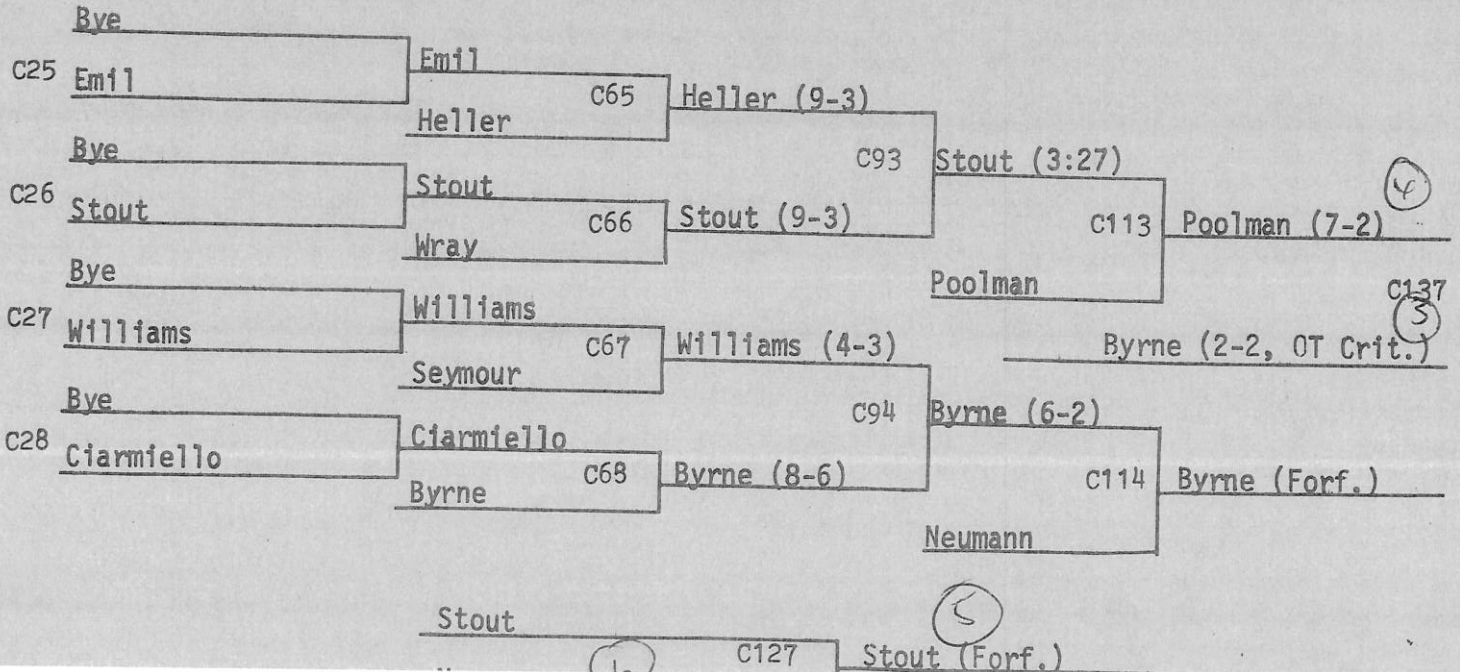 Bye
C25
Emil
Emil
C65
Heller
Heller (9-3)
Bye
C26
Stout
Stout
C66
Wray
Stout (9-3)
C93
Stout (3:27)
Poolman
C113
Poolman (7-2)
4
Bye
C27
Williams
Williams
C67
Seymour
Williams (4-3)
Bye
C28
Ciarmiello
Ciarmiello
C68
Byrne
Byrne (8-6)
C94
Byrne (6-2)
Neumann
C114
Byrne (Forf.)
C137
3
Byrne (2-2, OT Crit.)
Stout
C127
Stout (Forf.)
5